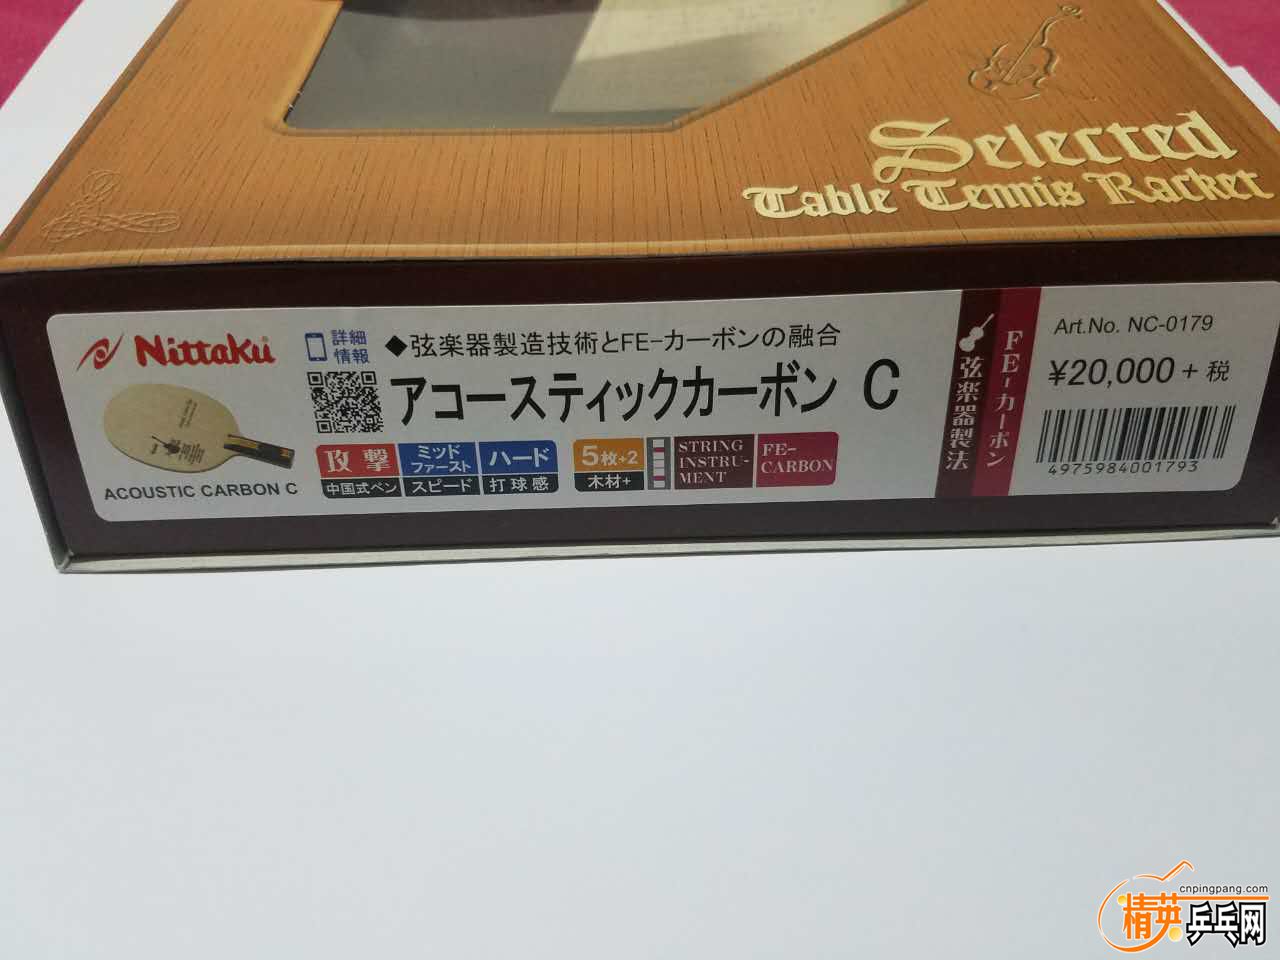 Selected
Table Tennis Racket
Nittaku
詳細
情報
◆弦楽器製造技術とFE-カーボンの融合
アコースティックカーボン C
ACOUSTIC CARBON C
攻撃
中国式ペン
ミッド
ファースト
スピード
ハード
打球感
5枚+2
木材+
STRING
INSTRU-
MENT
FE-
CARBON
弦楽器製法
FE-カーボン
Art.No. NC-0179
¥20,000 + 税
4975984001793
cnpingpang.com
精英乒乓网